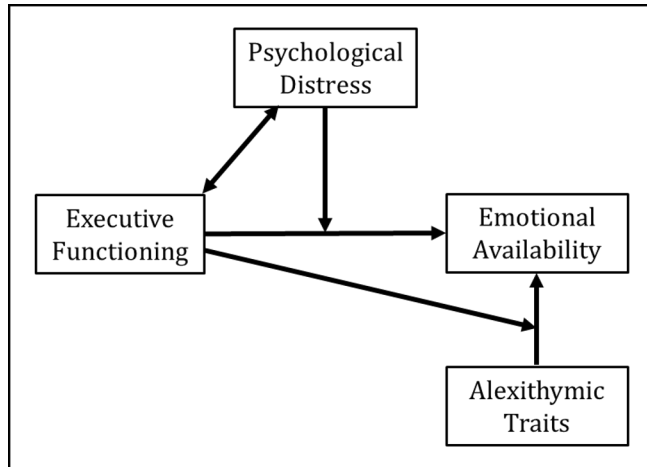 Psychological
Distress
Executive
Functioning
Emotional
Availability
Alexithymic
Traits